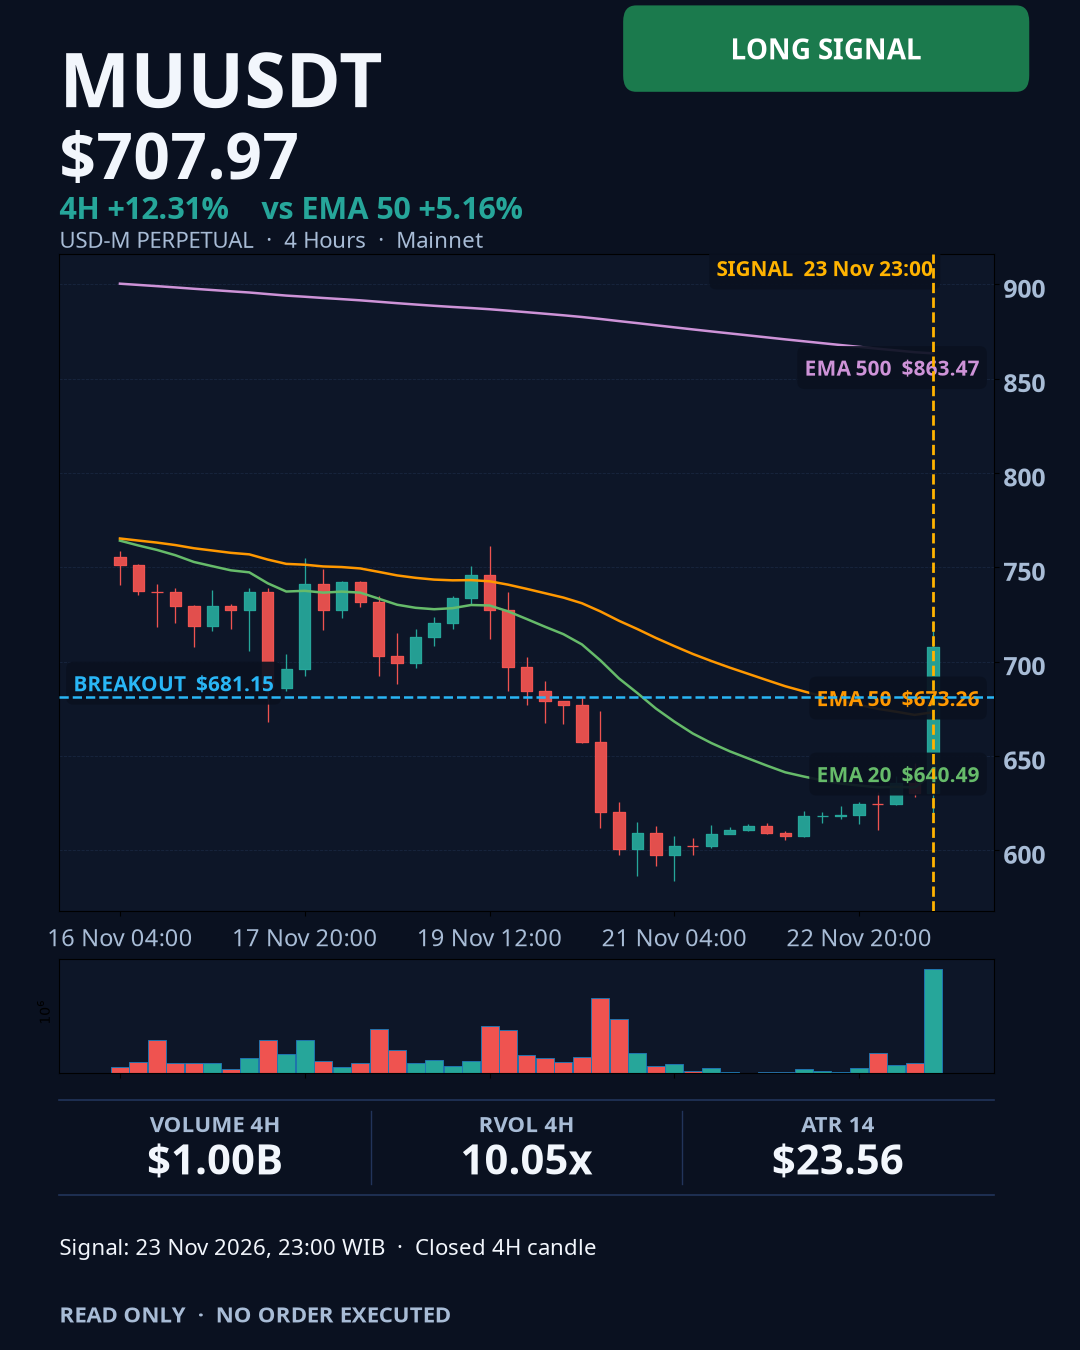 LONG SIGNAL
MUUSDT
$707.97
4H +12.31% vs EMA 50 +5.16%
USD-M PERPETUAL · 4 Hours · Mainnet
SIGNAL 23 Nov 23:00
900
EMA 500 $863.47
850
800
750
700
BREAKOUT $681.15
EMA 50 $673.26
650
EMA 20 $640.49
600
16 Nov 04:00 17 Nov 20:00 19 Nov 12:00 21 Nov 04:00 22 Nov 20:00
10⁶
VOLUME 4H RVOL 4H ATR 14
$1.00B 10.05x $23.56
Signal: 23 Nov 2026, 23:00 WIB · Closed 4H candle
READ ONLY · NO ORDER EXECUTED